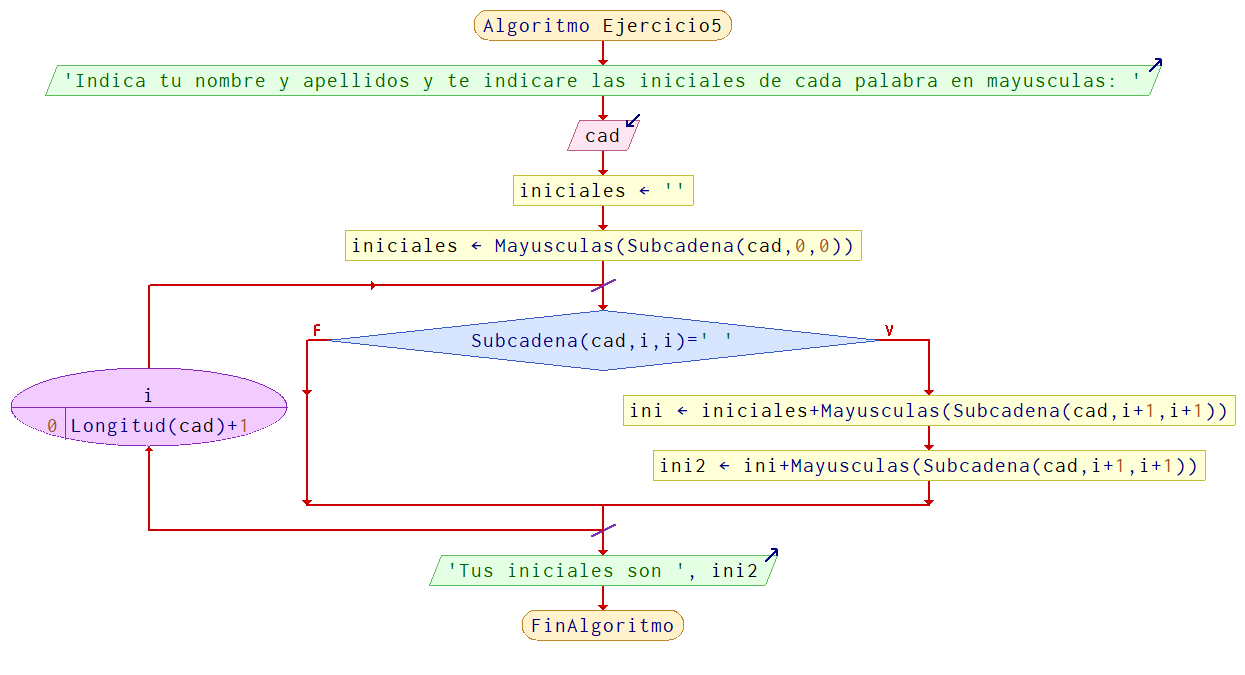 Algoritmo Ejercicio5
'Indica tu nombre y apellidos y te indicare las iniciales de cada palabra en mayusculas: '
cad
iniciales ← ''
iniciales ← Mayusculas(Subcadena(cad,0,0))
F
V
Subcadena(cad,i,i)=' '
i
0 Longitud(cad)+1
ini ← iniciales+Mayusculas(Subcadena(cad,i+1,i+1))
ini2 ← ini+Mayusculas(Subcadena(cad,i+1,i+1))
'Tus iniciales son ', ini2
FinAlgoritmo